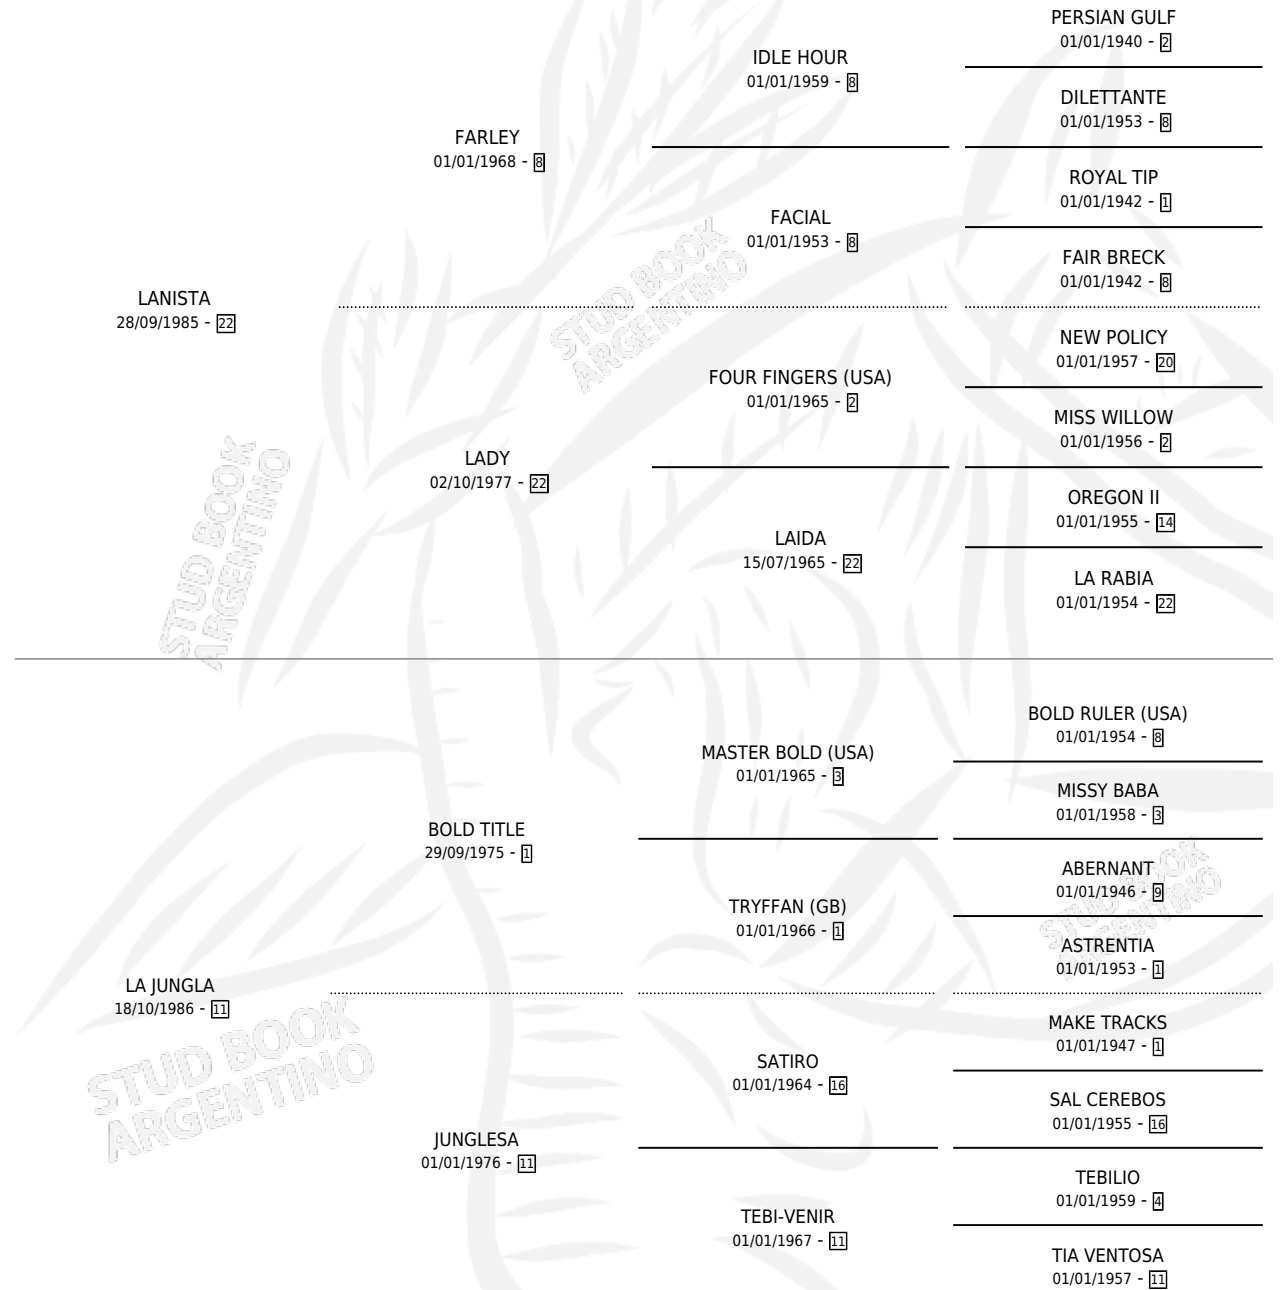 PERSIAN GULF
01/01/1940 - 2
IDLE HOUR
01/01/1959 - 8
DILETTANTE
01/01/1953 - 8
FARLEY
01/01/1968 - 8
ROYAL TIP
01/01/1942 - 1
FACIAL
01/01/1953 - 8
FAIR BRECK
01/01/1942 - 8
LANISTA
28/09/1985 - 22
STUD BOOK
ARGENTINO
NEW POLICY
01/01/1957 - 20
FOUR FINGERS (USA)
01/01/1965 - 2
MISS WILLOW
01/01/1956 - 2
LADY
02/10/1977 - 22
OREGON II
01/01/1955 - 14
LAIDA
15/07/1965 - 22
LA RABIA
01/01/1954 - 22
STUD BOOK
ARGENTINO
BOLD RULER (USA)
01/01/1954 - 8
MASTER BOLD (USA)
01/01/1965 - 3
MISSY BABA
01/01/1958 - 3
BOLD TITLE
29/09/1975 - 1
ABERNANT
01/01/1946 - 9
TRYFFAN (GB)
01/01/1966 - 1
ASTRENTIA
01/01/1953 - 1
STUD BOOK
ARGENTINO
LA JUNGLA
18/10/1986 - 11
MAKE TRACKS
01/01/1947 - 1
SATIRO
01/01/1964 - 16
SAL CEREBOS
01/01/1955 - 16
STUD BOOK
ARGENTINO
JUNGLESA
01/01/1976 - 11
TEBILIO
01/01/1959 - 4
TEBI-VENIR
01/01/1967 - 11
TIA VENTOSA
01/01/1957 - 11